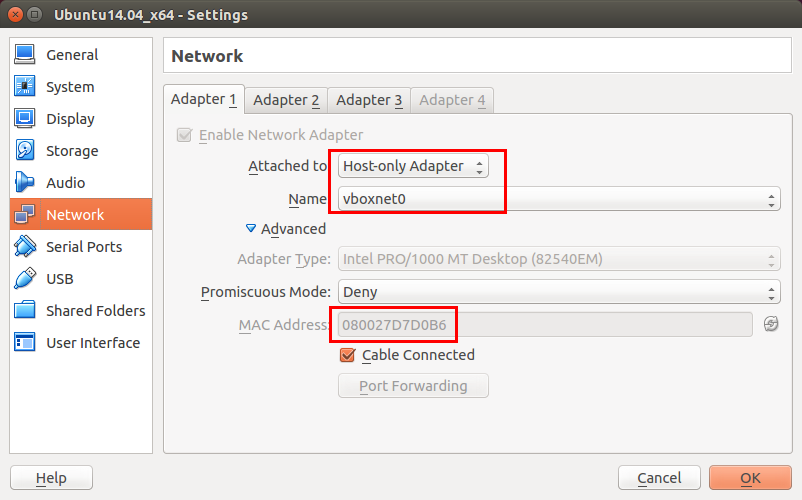 Ubuntu14.04_x64 - Settings
General
System
Display
Storage
Audio
Network
Serial Ports
USB
Shared Folders
User Interface
Network
Adapter 1 Adapter 2 Adapter 3 Adapter 4
Enable Network Adapter
Attached to Host-only Adapter
Name vboxnet0
Advanced
Adapter Type: Intel PRO/1000 MT Desktop (82540EM)
Promiscuous Mode: Deny
MAC Address: 080027D7D0B6
Cable Connected
Port Forwarding
Help Cancel OK